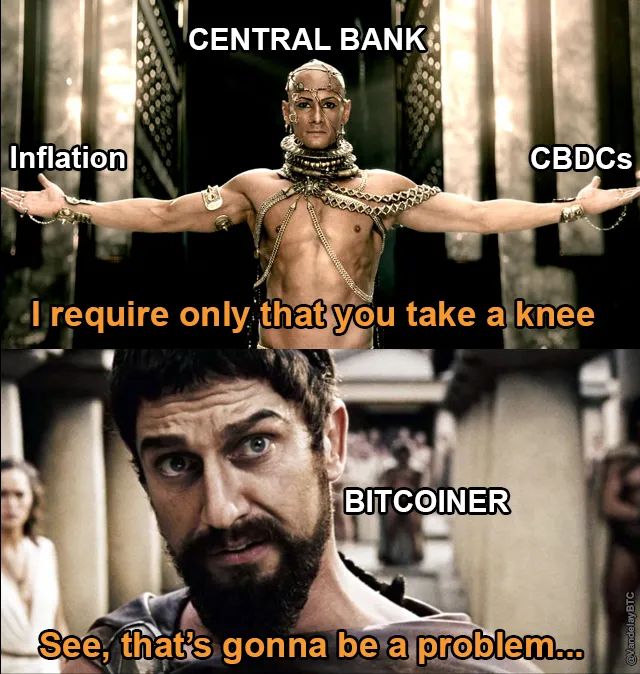 CENTRAL BANK
Inflation
CBDCs
I require only that you take a knee
BITCOINER
See, that's gonna be a problem...
@VandelayBTC